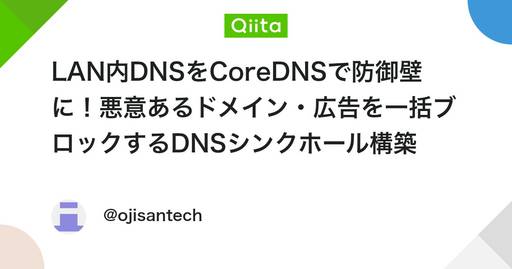 Qiita
LAN内DNSをCoreDNSで防御壁
に！悪意あるドメイン・広告を一括ブ
ロックするDNSシンクホール構築
@ojisantech